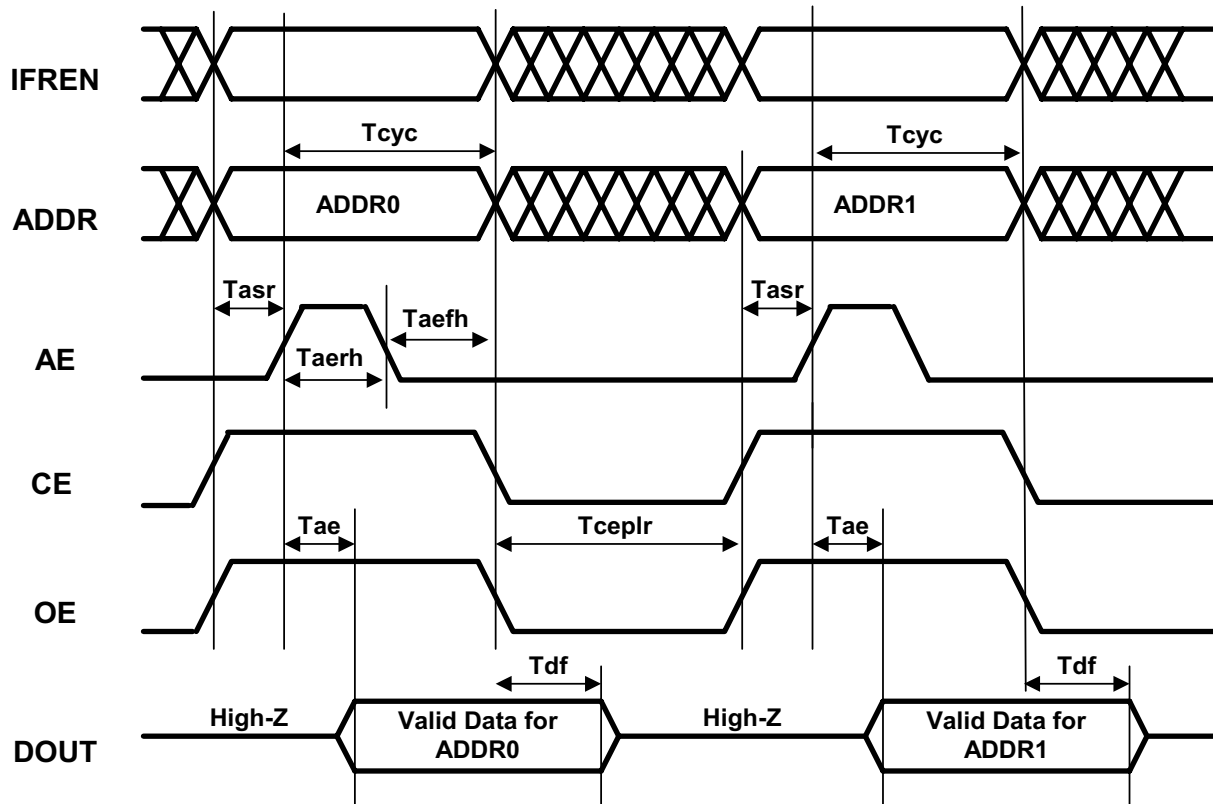 IFREN
Tcyc
Tcyc
ADDR
ADDR0
ADDR1
Tasr
Taefh
Tasr
AE
Taerh
CE
Tae
Tceplr
Tae
OE
Tdf
Tdf
DOUT
High-Z
Valid Data for
ADDR0
High-Z
Valid Data for
ADDR1